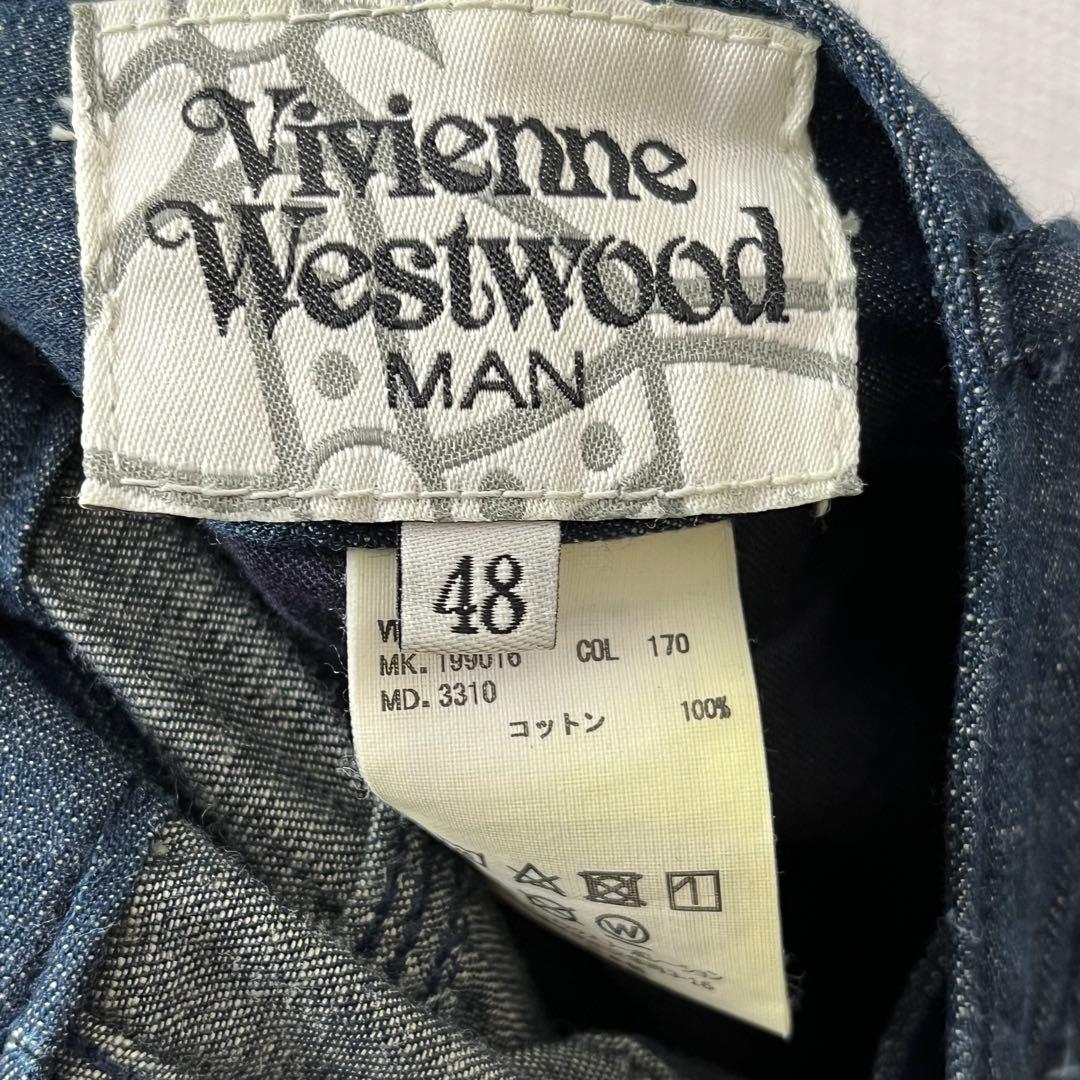 Vivienne
Westwood
MAN
48
MK. 199016 COL 170
MD. 3310
コットン 100%
W